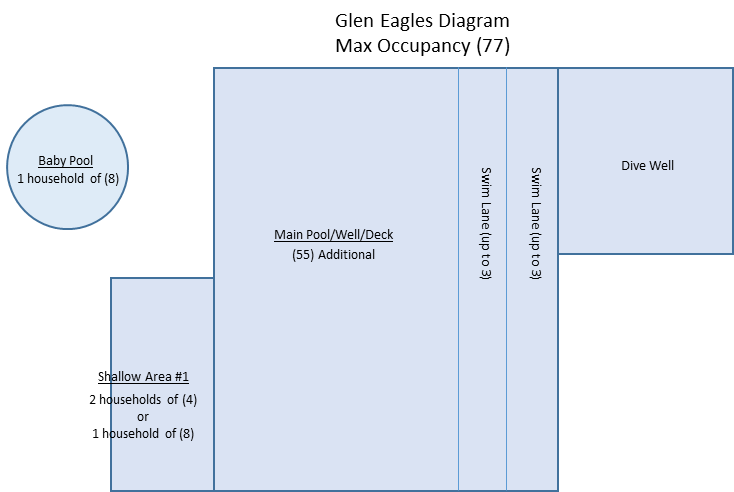 Glen Eagles Diagram
Max Occupancy (77)
Baby Pool
1 household of (8)
Main Pool/Well/Deck
(55) Additional
Swim Lane (up to 3)
Swim Lane (up to 3)
Dive Well
Shallow Area #1
2 households of (4)
or
1 household of (8)